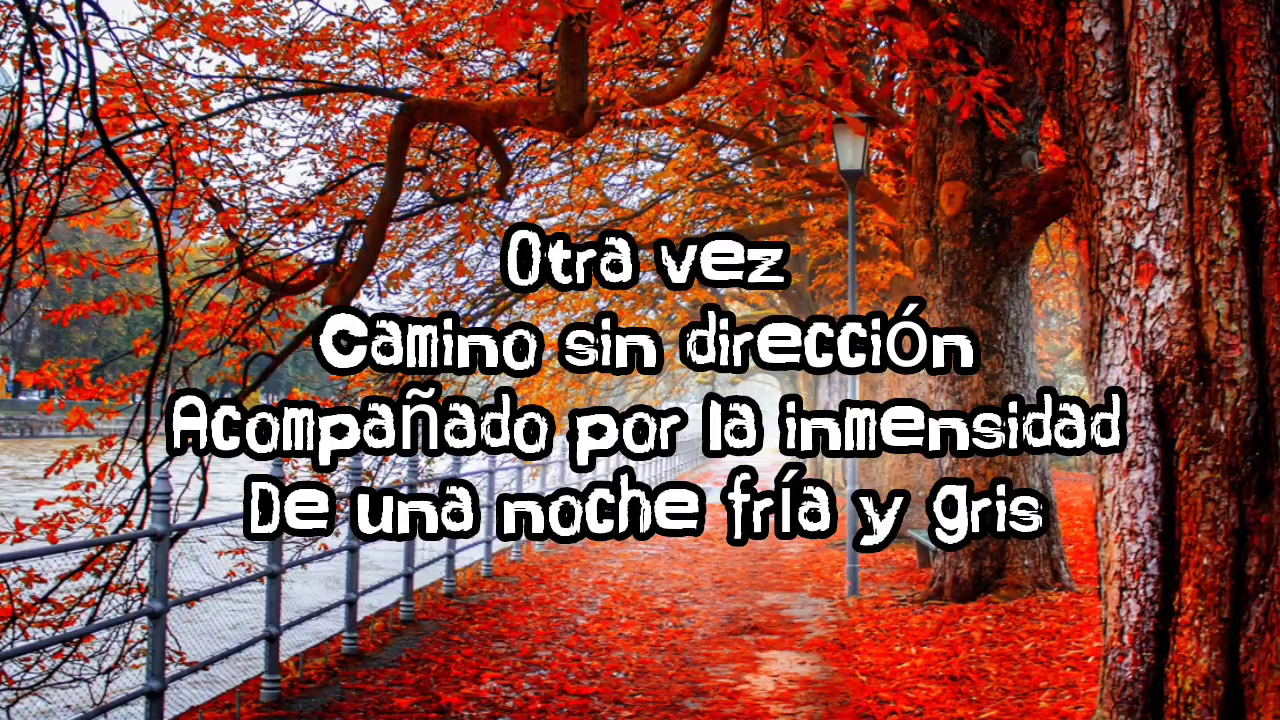 Otra vez
Camino sin dirección
Acompañado por la inmensidad
De una noche fría y gris